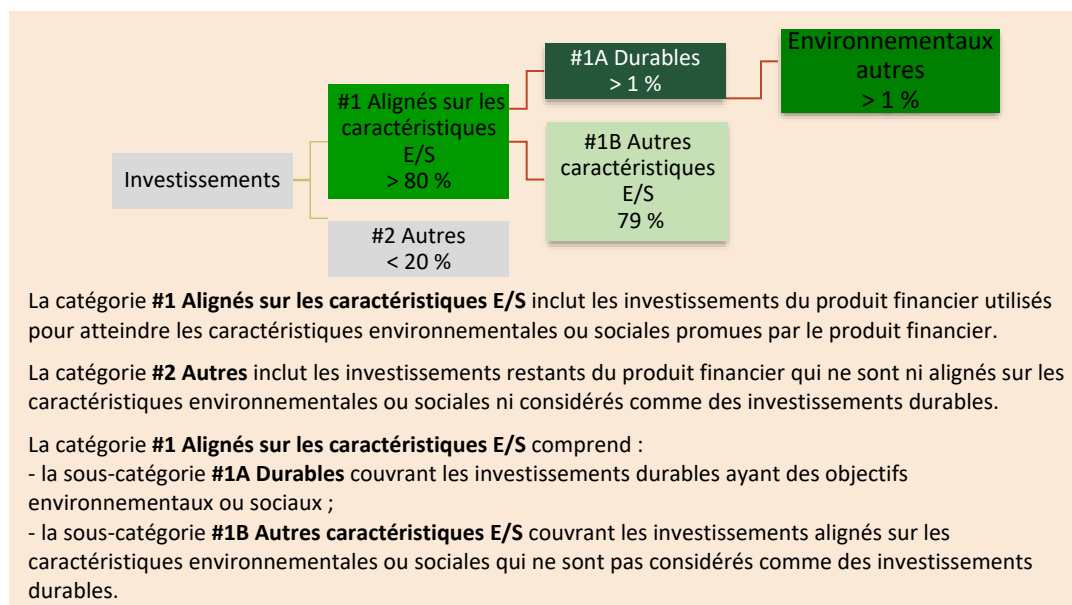 Investissements
#1 Alignés sur les
caractéristiques
E/S
> 80 %
#2 Autres
< 20 %
#1A Durables
> 1 %
#1B Autres
caractéristiques
E/S
79 %
Environnementaux
autres
> 1 %
La catégorie #1 Alignés sur les caractéristiques E/S inclut les investissements du produit financier utilisés
pour atteindre les caractéristiques environnementales ou sociales promues par le produit financier.
La catégorie #2 Autres inclut les investissements restants du produit financier qui ne sont ni alignés sur les
caractéristiques environnementales ou sociales ni considérés comme des investissements durables.
La catégorie #1 Alignés sur les caractéristiques E/S comprend :
- la sous-catégorie #1A Durables couvrant les investissements durables ayant des objectifs
environnementaux ou sociaux ;
- la sous-catégorie #1B Autres caractéristiques E/S couvrant les investissements alignés sur les
caractéristiques environnementales ou sociales qui ne sont pas considérés comme des investissements
durables.